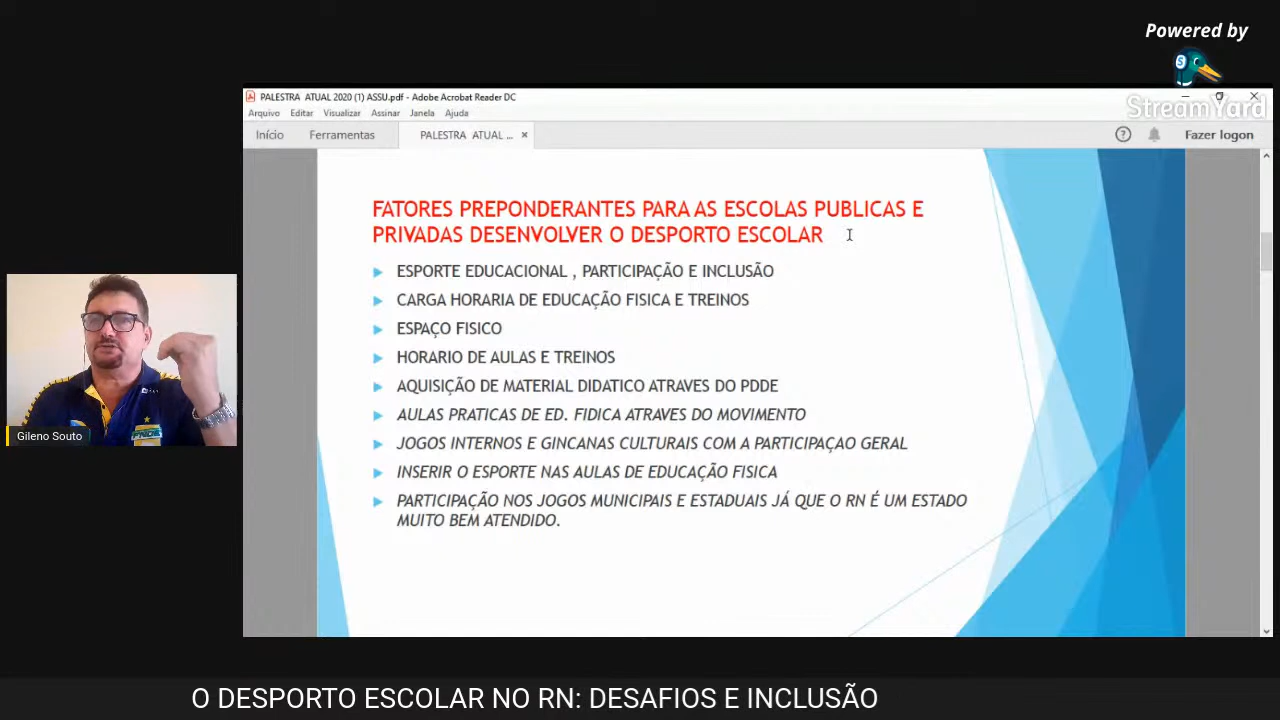 Powered by
S
StreamYard
PALESTRA ATUAL 2020 (1) ASSU.pdf - Adobe Acrobat Reader DC
Arquivo Editar Visualizar Assinar Janela Ajuda
Início Ferramentas PALESTRA ATUAL ... × ? Fazer logon
FATORES PREPONDERANTES PARA AS ESCOLAS PUBLICAS E
PRIVADAS DESENVOLVER O DESPORTO ESCOLAR
ESPORTE EDUCACIONAL , PARTICIPAÇÃO E INCLUSÃO
CARGA HORARIA DE EDUCAÇÃO FISICA E TREINOS
ESPAÇO FISICO
HORARIO DE AULAS E TREINOS
AQUISIÇÃO DE MATERIAL DIDATICO ATRAVES DO PDDE
AULAS PRATICAS DE ED. FIDICA ATRAVES DO MOVIMENTO
JOGOS INTERNOS E GINCANAS CULTURAIS COM A PARTICIPAÇAO GERAL
INSERIR O ESPORTE NAS AULAS DE EDUCAÇÃO FISICA
PARTICIPAÇÃO NOS JOGOS MUNICIPAIS E ESTADUAIS JÁ QUE O RN É UM ESTADO
MUITO BEM ATENDIDO.
Gileno Souto
O DESPORTO ESCOLAR NO RN: DESAFIOS E INCLUSÃO